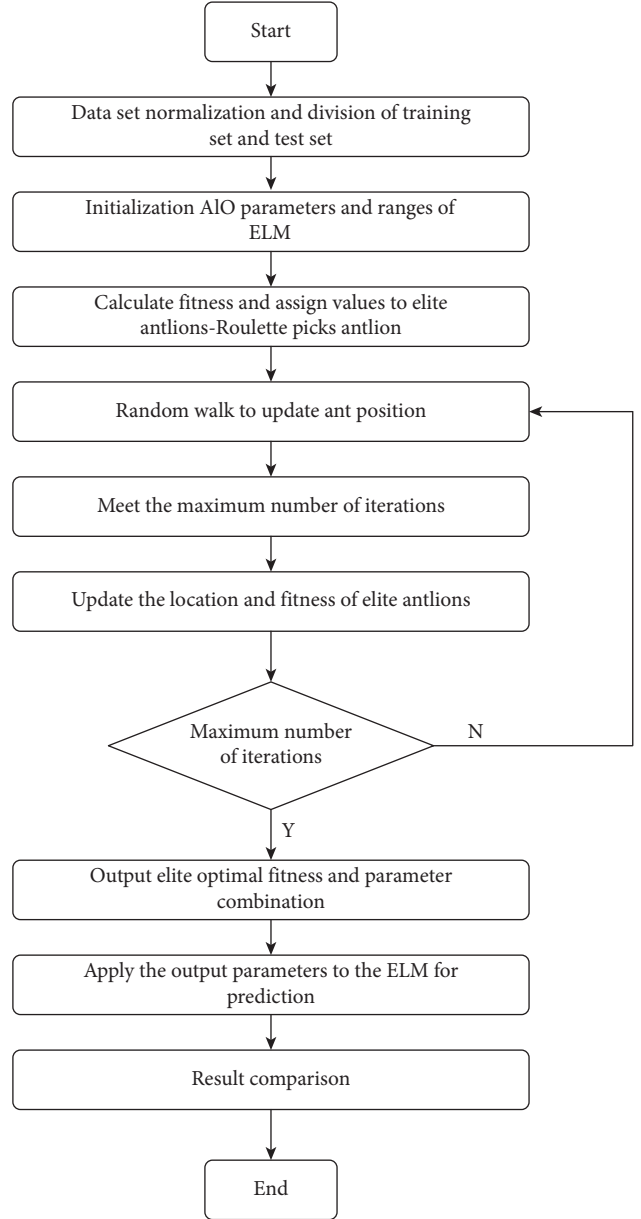 Start
Data set normalization and division of training
set and test set
Initialization AlO parameters and ranges of
ELM
Calculate fitness and assign values to elite
antlions-Roulette picks antlion
Random walk to update ant position
Meet the maximum number of iterations
Update the location and fitness of elite antlions
Maximum number
of iterations
N
Y
Output elite optimal fitness and parameter
combination
Apply the output parameters to the ELM for
prediction
Result comparison
End